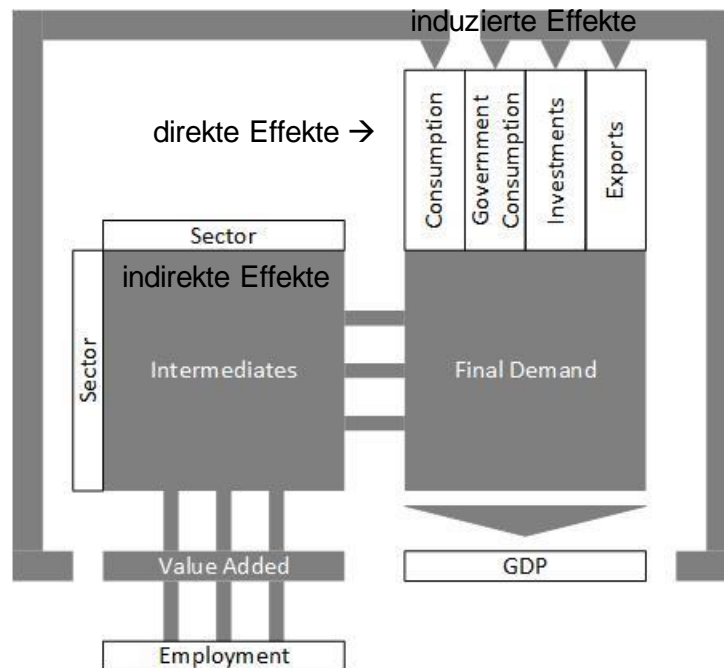 induzierte Effekte
direkte Effekte →
Consumption
Government
Consumption
Investments
Exports
Sector
indirekte Effekte
Sector
Intermediates
Final Demand
Value Added
GDP
Employment